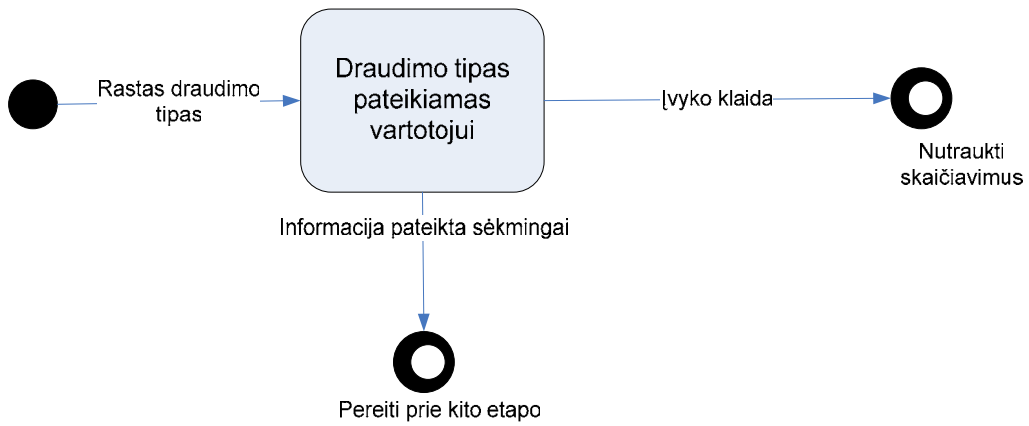 Rastas draudimo
tipas
Draudimo tipas
pateikiamas
vartotojui
Įvyko klaida
Nutraukti
skaičiavimus
Informacija pateikta sėkmingai
Pereiti prie kito etapo